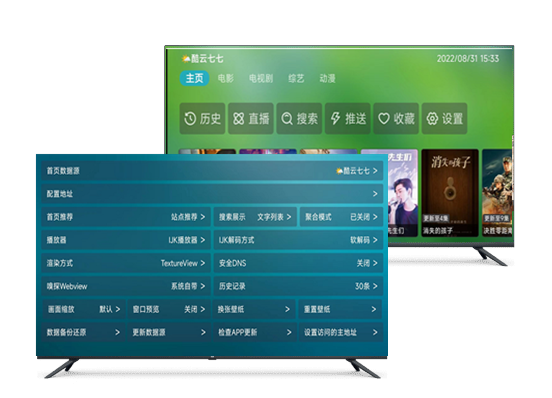 酷云七七
2022/08/31 15:33
主页 电影 电视剧 综艺 动漫
历史 直播 搜索 推送 收藏 设置
更新至4集
消失的孩子
消失的孩子
更新至9集
决胜零距离
首页数据源 酷云七七 >
配置地址 >
首页推荐 站点推荐 > 搜索展示 文字列表 > 聚合模式 已关闭 >
播放器 IJK播放器 > IJK解码方式 软解码 >
渲染方式 TextureView > 安全DNS 关闭 >
嗅探Webview 系统自带 > 历史记录 30条 >
画面缩放 默认 > 窗口预览 关闭 > 换张壁纸 > 重置壁纸 >
数据备份还原 > 更新数据源 > 检查APP更新 > 设置访问的主地址 >